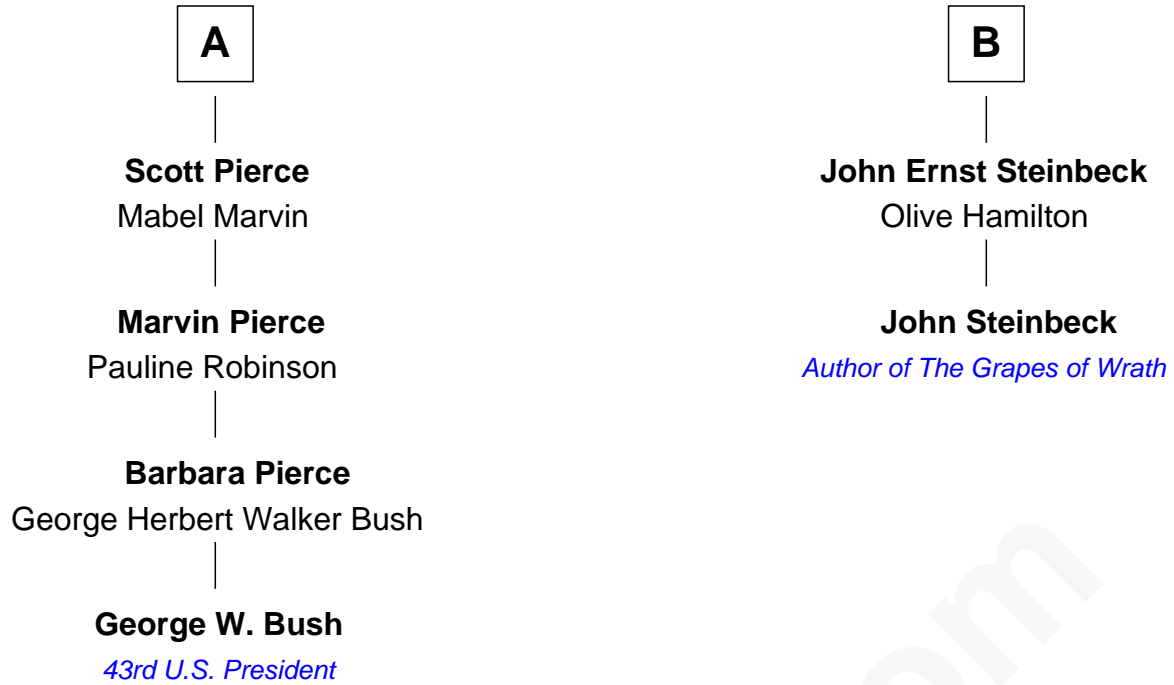 A
Scott Pierce
Mabel Marvin
Marvin Pierce
Pauline Robinson
Barbara Pierce
George Herbert Walker Bush
George W. Bush
43rd U.S. President
B
John Ernst Steinbeck
Olive Hamilton
John Steinbeck
Author of The Grapes of Wrath
om